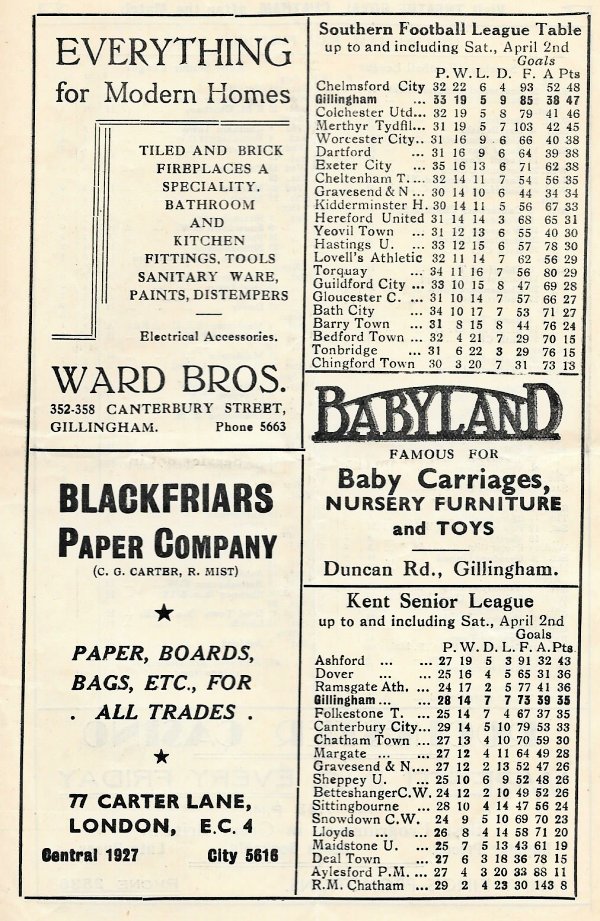 EVERYTHING
for Modern Homes
TILED AND BRICK
FIREPLACES A
SPECIALITY.
BATHROOM
AND
KITCHEN
FITTINGS, TOOLS
SANITARY WARE,
PAINTS, DISTEMPERS
Electrical Accessories.
WARD BROS.
352-358 CANTERBURY STREET,
GILLINGHAM. Phone 5663
BLACKFRIARS
PAPER COMPANY
(C. G. CARTER, R. MIST)
PAPER, BOARDS,
BAGS, ETC., FOR
. ALL TRADES .
77 CARTER LANE,
LONDON, E.C. 4
Central 1927 City 5616
Southern Football League Table
up to and including Sat., April 2nd
Goals
P. W. L. D. F. A Pts
Chelmsford City 32 22 6 4 93 52 48
Gillingham ... 33 19 5 9 85 38 47
Colchester Utd... 32 19 5 8 79 41 46
Merthyr Tydfil... 31 19 5 7 103 42 45
Worcester City.. 31 16 9 6 66 40 38
Dartford ... 31 16 9 6 64 39 38
Exeter City ... 35 16 13 6 71 62 38
Cheltenham T. ... 32 14 11 7 54 56 35
Gravesend & N ... 30 14 10 6 44 34 34
Kidderminster H. 30 14 11 5 56 67 33
Hereford United 31 14 14 3 68 65 31
Yeovil Town ... 31 12 13 6 55 40 30
Hastings U. ... 33 12 15 6 57 78 30
Lovell's Athletic 32 11 14 7 62 56 29
Torquay ... 34 11 16 7 56 80 29
Guildford City ... 33 10 15 8 47 69 28
Gloucester C. ... 31 10 14 7 57 66 27
Bath City ... 34 10 17 7 53 71 27
Barry Town ... 31 8 15 8 44 76 24
Bedford Town ... 32 4 21 7 29 70 15
Tonbridge ... 31 6 22 3 29 76 15
Chingford Town 30 3 20 7 31 73 13
BABYLAND
FAMOUS FOR
Baby Carriages,
NURSERY FURNITURE
and TOYS
Duncan Rd., Gillingham.
Kent Senior League
up to and including Sat., April 2nd
Goals
P. W. D. L. F. A. Pts
Ashford ... ... 27 19 5 3 91 32 43
Dover ... ... 25 16 4 5 65 31 36
Ramsgate Ath. ... 24 17 2 5 77 41 36
Gillingham ... ... 28 14 7 7 73 39 35
Folkestone T. ... 25 14 7 4 67 37 35
Canterbury City... 29 14 5 10 79 53 33
Chatham Town ... 27 13 4 10 70 59 30
Margate ... ... 27 12 4 11 64 49 28
Gravesend & N.... 27 12 2 13 52 47 26
Sheppey U. ... 25 10 6 9 52 48 26
BetteshangerC.W. 24 12 2 10 49 52 26
Sittingbourne ... 28 10 4 14 47 56 24
Snowdown C.W. 24 9 5 10 69 70 23
Lloyds ... ... 26 8 4 14 58 71 20
Maidstone U. ... 25 7 5 13 43 61 19
Deal Town ... 27 6 3 18 36 78 15
Aylesford P.M. ... 27 4 3 20 33 88 11
R.M. Chatham ... 29 2 4 23 30 143 8